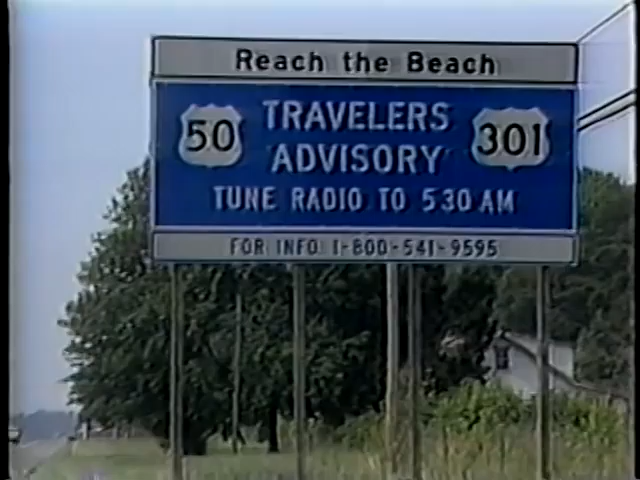 Reach the Beach
50 TRAVELERS 301
ADVISORY
TUNE RADIO TO 530 AM
FOR INFO 1-800-541-9595